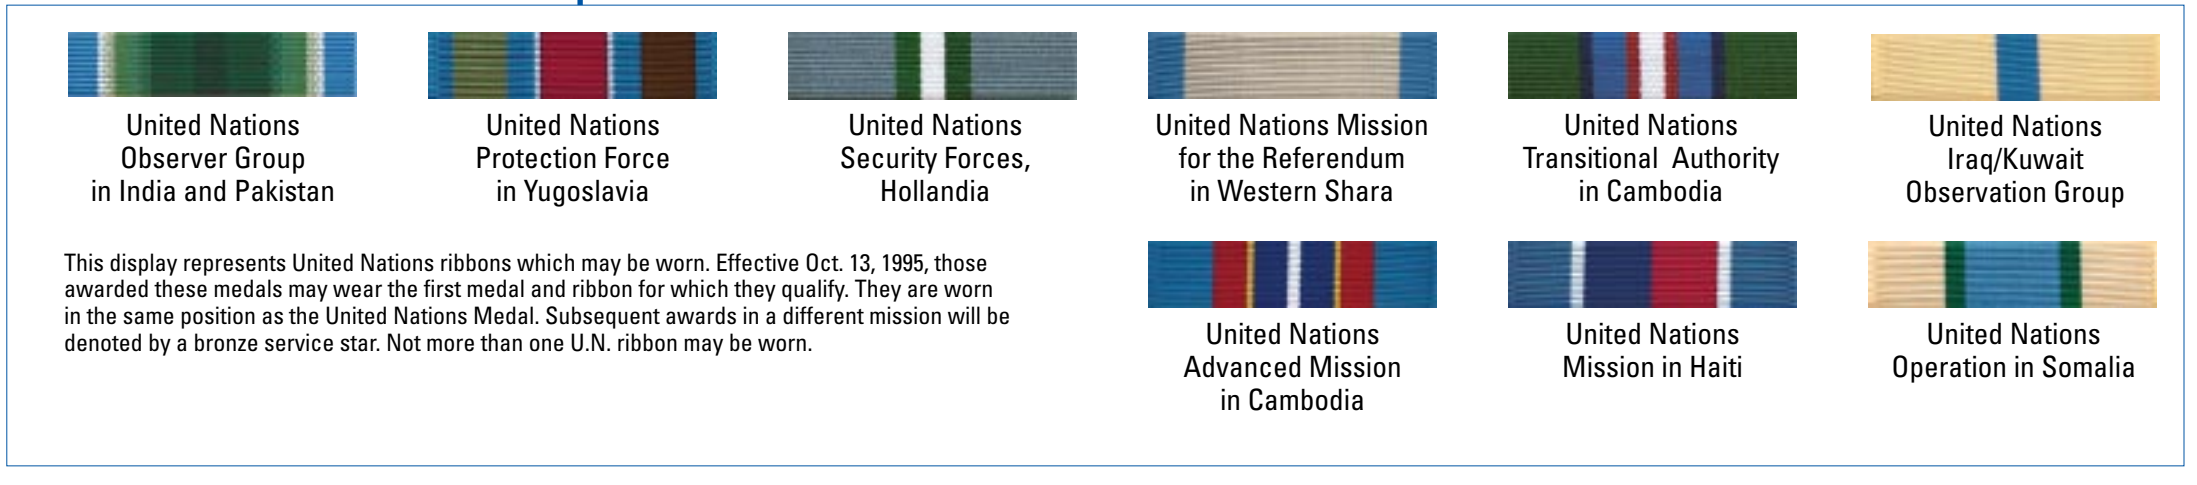 United Nations
Observer Group
in India and Pakistan
United Nations
Protection Force
in Yugoslavia
United Nations
Security Forces,
Hollandia
United Nations Mission
for the Referendum
in Western Shara
United Nations
Transitional Authority
in Cambodia
United Nations
Iraq/Kuwait
Observation Group
This display represents United Nations ribbons which may be worn. Effective Oct. 13, 1995, those
awarded these medals may wear the first medal and ribbon for which they qualify. They are worn
in the same position as the United Nations Medal. Subsequent awards in a different mission will be
denoted by a bronze service star. Not more than one U.N. ribbon may be worn.
United Nations
Advanced Mission
in Cambodia
United Nations
Mission in Haiti
United Nations
Operation in Somalia